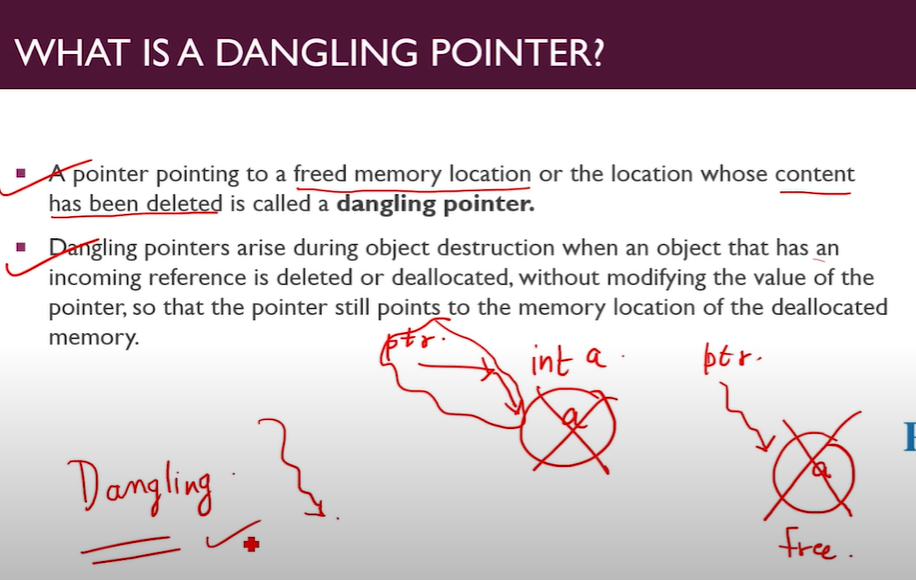 WHAT IS A DANGLING POINTER?
A pointer pointing to a freed memory location or the location whose content
has been deleted is called a dangling pointer.
Dangling pointers arise during object destruction when an object that has an
incoming reference is deleted or deallocated, without modifying the value of the
pointer, so that the pointer still points to the memory location of the deallocated
memory.
ptr.
int a.
ptr.
a
a
Dangling.
free.